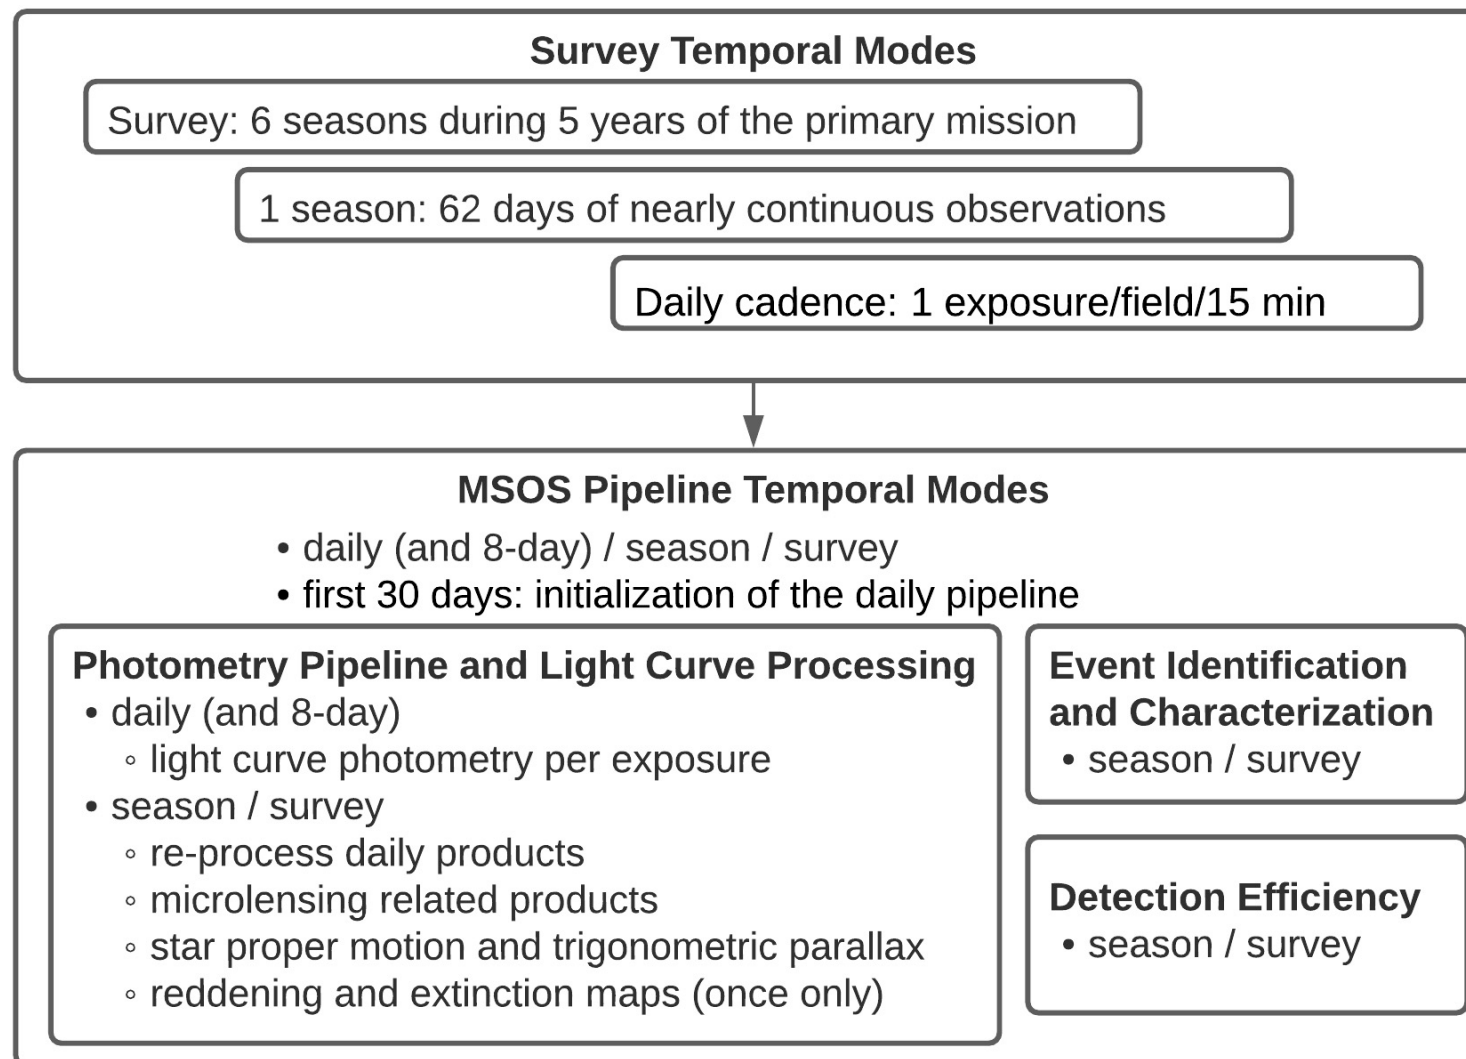 Survey Temporal Modes
Survey: 6 seasons during 5 years of the primary mission
1 season: 62 days of nearly continuous observations
Daily cadence: 1 exposure/field/15 min
MSOS Pipeline Temporal Modes
• daily (and 8-day) / season / survey
• first 30 days: initialization of the daily pipeline
Photometry Pipeline and Light Curve Processing
• daily (and 8-day)
◦ light curve photometry per exposure
• season / survey
◦ re-process daily products
◦ microlensing related products
◦ star proper motion and trigonometric parallax
◦ reddening and extinction maps (once only)
Event Identification
and Characterization
• season / survey
Detection Efficiency
• season / survey